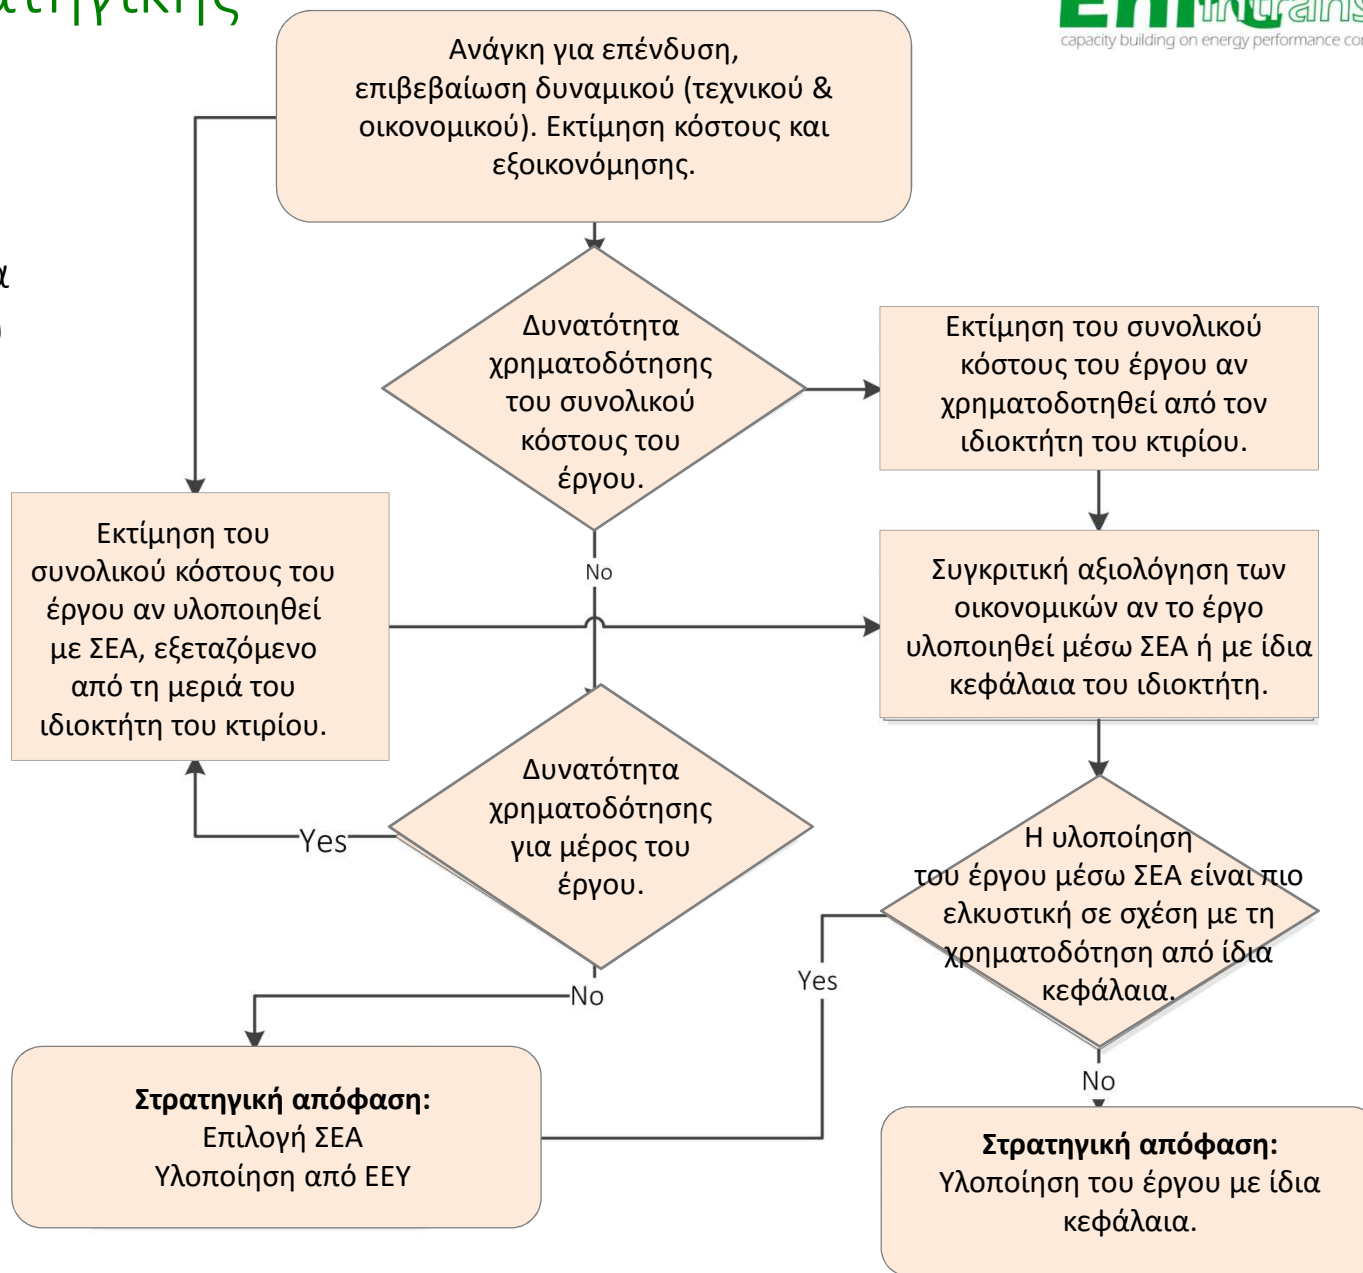 capacity building on energy performance
Ανάγκη για επένδυση,
επιβεβαίωση δυναμικού (τεχνικού &
οικονομικού). Εκτίμηση κόστους και
εξοικονόμησης.
Δυνατότητα
χρηματοδότησης
του συνολικού
κόστους του
έργου.
Εκτίμηση του συνολικού
κόστους του έργου αν
χρηματοδοτηθεί από τον
ιδιοκτήτη του κτιρίου.
Εκτίμηση του
συνολικού κόστους του
έργου αν υλοποιηθεί
με ΣΕΑ, εξεταζόμενο
από τη μεριά του
ιδιοκτήτη του κτιρίου.
No
Συγκριτική αξιολόγηση των
οικονομικών αν το έργο
υλοποιηθεί μέσω ΣΕΑ ή με ίδια
κεφάλαια του ιδιοκτήτη.
Δυνατότητα
χρηματοδότησης
για μέρος του
έργου.
Yes
Η υλοποίηση
του έργου μέσω ΣΕΑ είναι πιο
ελκυστική σε σχέση με τη
χρηματοδότηση από ίδια
κεφάλαια.
Yes
No
No
Στρατηγική απόφαση:
Επιλογή ΣΕΑ
Υλοποίηση από ΕΕΥ
Στρατηγική απόφαση:
Υλοποίηση του έργου με ίδια
κεφάλαια.